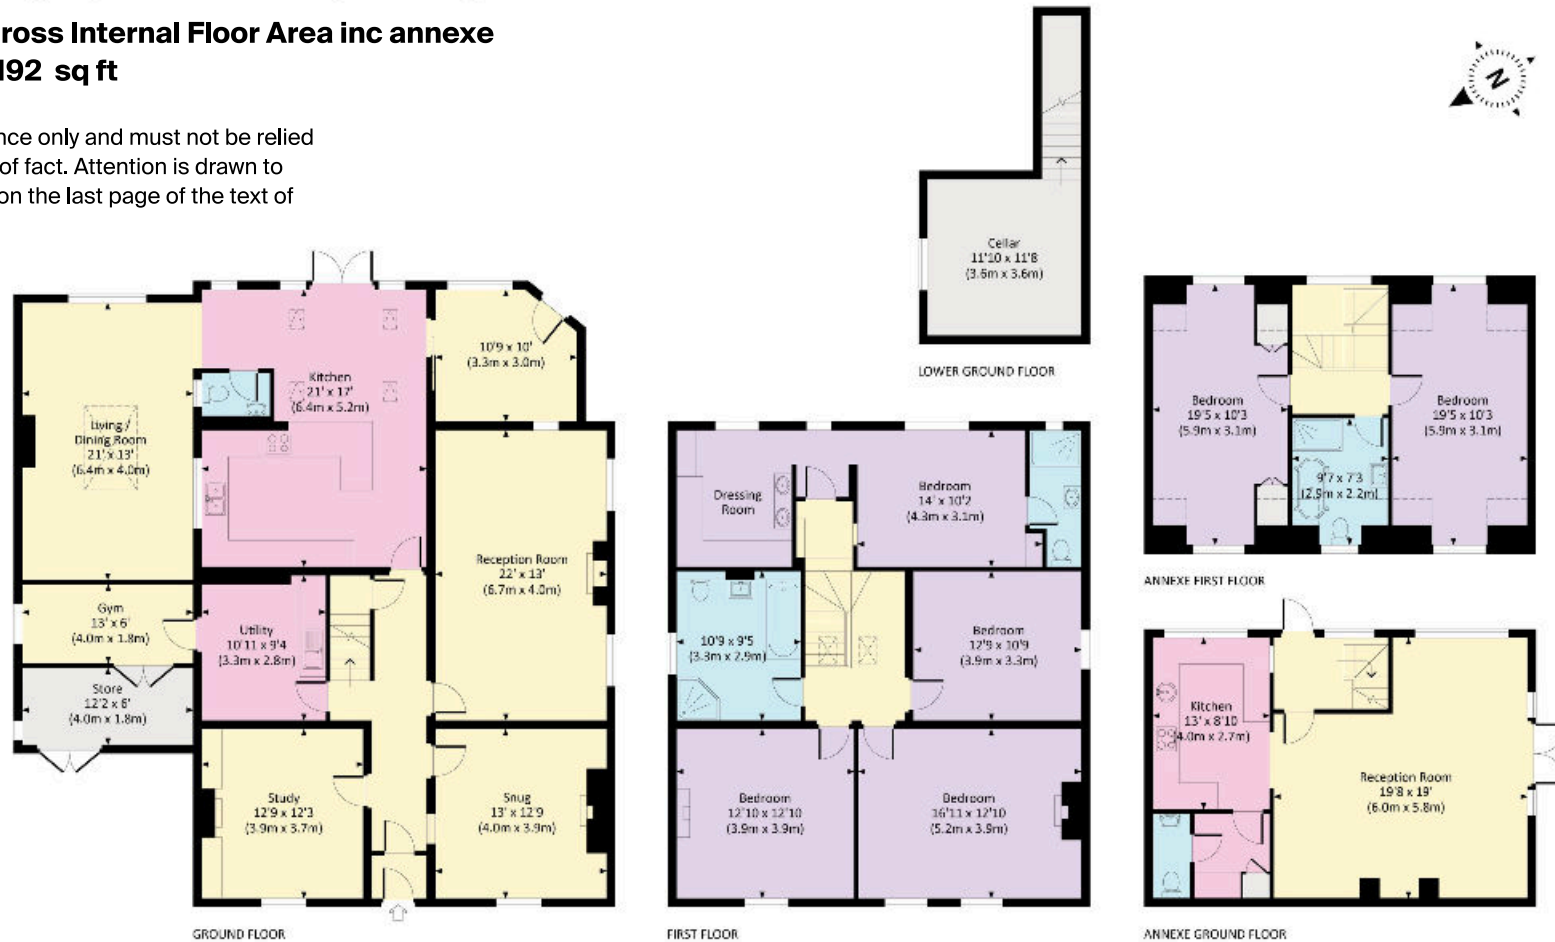 ross Internal Floor Area inc annexe
192 sq ft
nce only and must not be relied
of fact. Attention is drawn to
on the last page of the text of
N
Cellar
11'10 x 11'8
(3.6m x 3.6m)
LOWER GROUND FLOOR
Living /
Dining Room
21' x 13'
(6.4m x 4.0m)
Kitchen
21' x 17'
(6.4m x 5.2m)
10'9 x 10'
(3.3m x 3.0m)
Reception Room
22' x 13'
(6.7m x 4.0m)
Gym
13' x 6'
(4.0m x 1.8m)
Utility
10'11 x 9'4
(3.3m x 2.8m)
Store
12'2 x 6'
(4.0m x 1.8m)
Study
12'9 x 12'3
(3.9m x 3.7m)
Snug
13' x 12'9
(4.0m x 3.9m)
GROUND FLOOR
Dressing
Room
Bedroom
14' x 10'2
(4.3m x 3.1m)
10'9 x 9'5
(3.3m x 2.9m)
Bedroom
12'9 x 10'9
(3.9m x 3.3m)
Bedroom
12'10 x 12'10
(3.9m x 3.9m)
Bedroom
16'11 x 12'10
(5.2m x 3.9m)
FIRST FLOOR
Bedroom
19'5 x 10'3
(5.9m x 3.1m)
Bedroom
19'5 x 10'3
(5.9m x 3.1m)
9'7 x 7'3
(2.9m x 2.2m)
ANNEXE FIRST FLOOR
Kitchen
13' x 8'10
(4.0m x 2.7m)
Reception Room
19'8 x 19'
(6.0m x 5.8m)
ANNEXE GROUND FLOOR